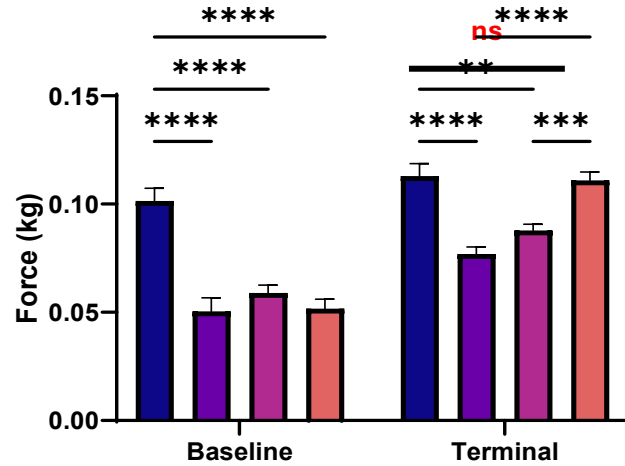 **** ****
ns
**** **
0.15
**** **** ***
0.10
Force (kg)
0.05
0.00
Baseline Terminal